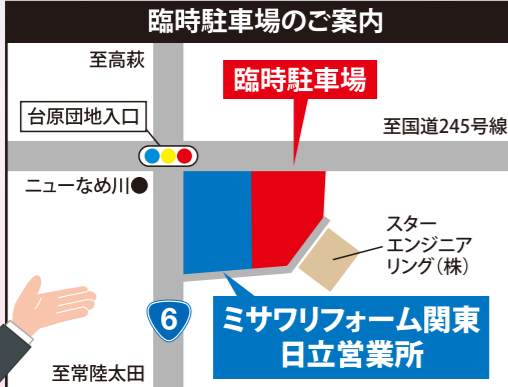 臨時駐車場のご案内
至高萩
臨時駐車場
台原団地入口
至国道245号線
ニューなめ川●
スター
エンジニア
リング（株）
6
ミサワリフォーム関東
日立営業所
至常陸太田